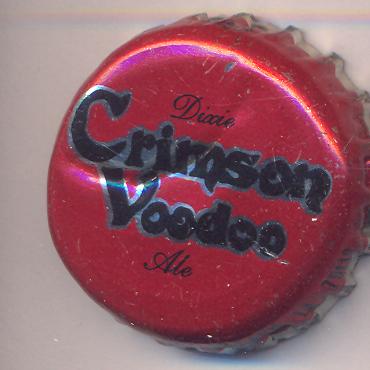 Dixie
Crimson
Voodoo
Ale